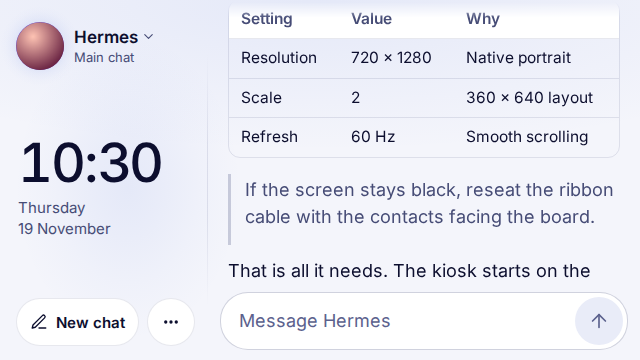 Hermes
Main chat
10:30
Thursday
19 November
New chat
Setting Value Why
Resolution 720 × 1280 Native portrait
Scale 2 360 × 640 layout
Refresh 60 Hz Smooth scrolling
If the screen stays black, reseat the ribbon
cable with the contacts facing the board.
That is all it needs. The kiosk starts on the
Message Hermes